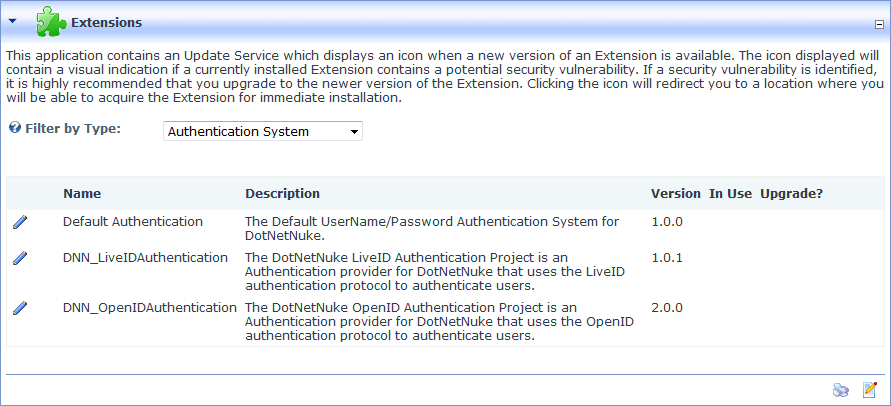 Extensions
This application contains an Update Service which displays an icon when a new version of an Extension is available. The icon displayed will
contain a visual indication if a currently installed Extension contains a potential security vulnerability. If a security vulnerability is identified,
it is highly recommended that you upgrade to the newer version of the Extension. Clicking the icon will redirect you to a location where you
will be able to acquire the Extension for immediate installation.
Filter by Type: Authentication System
Name Description Version In Use Upgrade?
Default Authentication The Default UserName/Password Authentication System for 1.0.0
DotNetNuke.
DNN_LiveIDAuthentication The DotNetNuke LiveID Authentication Project is an 1.0.1
Authentication provider for DotNetNuke that uses the LiveID
authentication protocol to authenticate users.
DNN_OpenIDAuthentication The DotNetNuke OpenID Authentication Project is an 2.0.0
Authentication provider for DotNetNuke that uses the OpenID
authentication protocol to authenticate users.